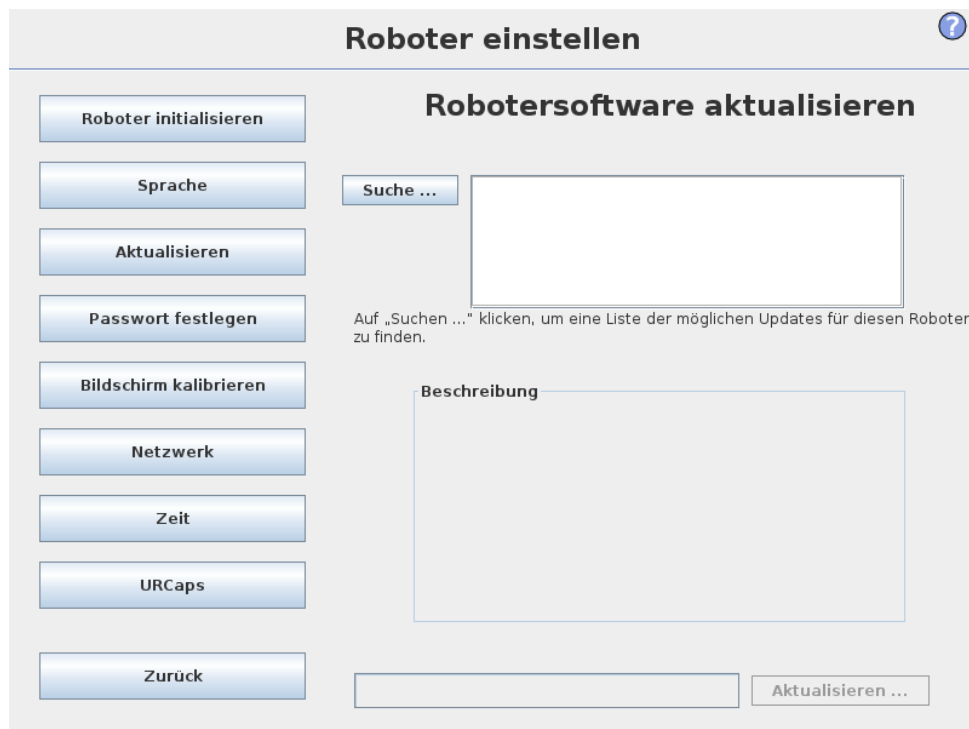 Roboter einstellen
?
Roboter initialisieren
Sprache
Aktualisieren
Passwort festlegen
Bildschirm kalibrieren
Netzwerk
Zeit
URCaps
Zurück
Robotersoftware aktualisieren
Suche ...
Auf „Suchen ..." klicken, um eine Liste der möglichen Updates für diesen Roboter
zu finden.
Beschreibung
Aktualisieren ...